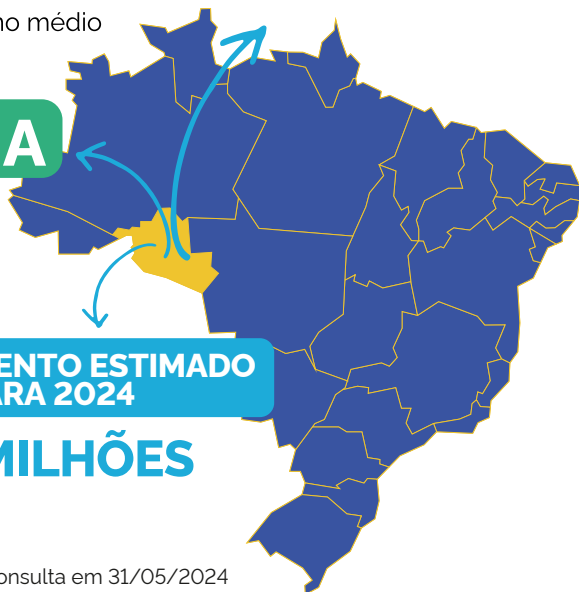 no médio
A
ENTO ESTIMADO
ARA 2024
MILHÕES
onsulta em 31/05/2024